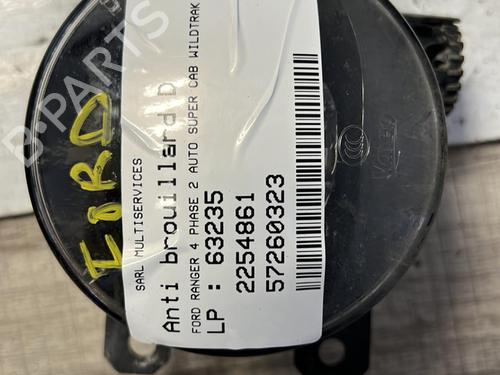 SARL MULTISERVICES
Anti brouillard D
FORD RANGER 4 PHASE 2 AUTO SUPER CAB WILDTRAK
LP : 63235
2254861
57260323
FORD
Valeo
B-PARTS